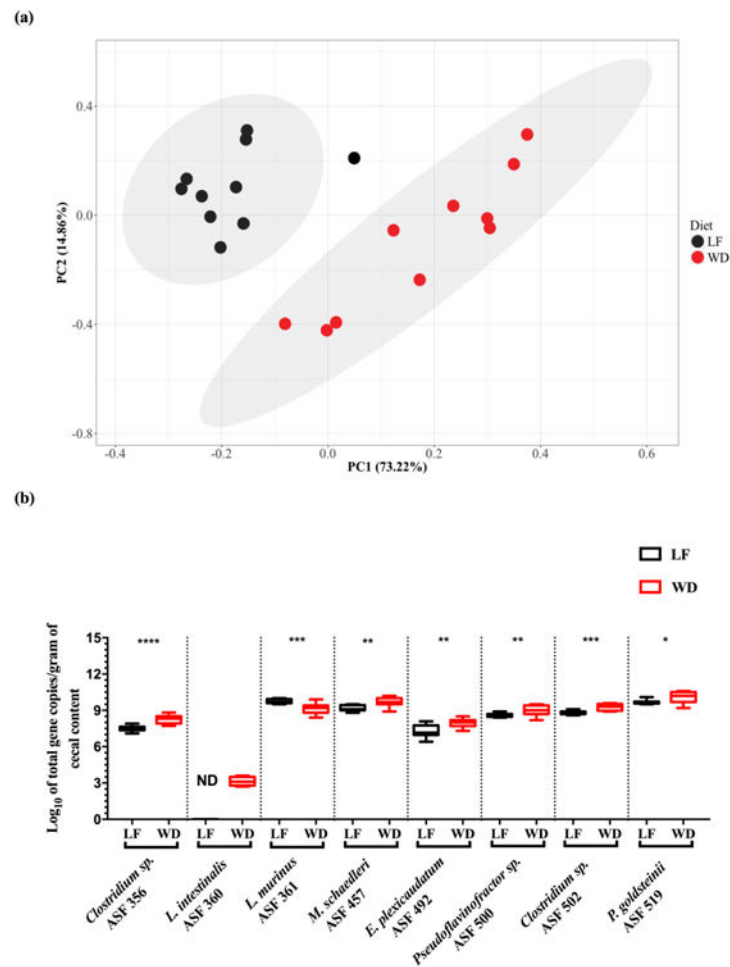 (a)
0.4
0.0
-0.4
-0.8
PC2 (14.86%)
-0.4
-0.2
0.0
0.2
0.4
0.6
PC1 (73.22%)
Diet
LF
WD
(b)
LF
WD
Log10 of total gene copies/gram of
cecal content
15
12
9
6
3
0
****
***
**
**
**
***
*
ND
LF WD LF WD LF WD LF WD LF WD LF WD LF WD LF WD
Clostridium sp.
ASF 356
L. intestinalis
ASF 360
L. murinus
ASF 361
M. schaedleri
ASF 457
E. plexicaudatum
ASF 492
Pseudoflavinofractor sp.
ASF 500
Clostridium sp.
ASF 502
P. goldsteinii
ASF 519